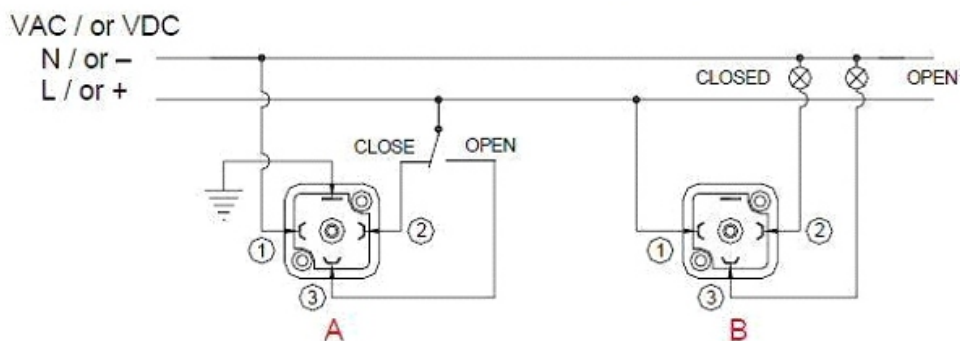 VAC / or VDC
N / or –
L / or +
CLOSED
OPEN
CLOSE
OPEN
1
2
3
1
2
3
A
B